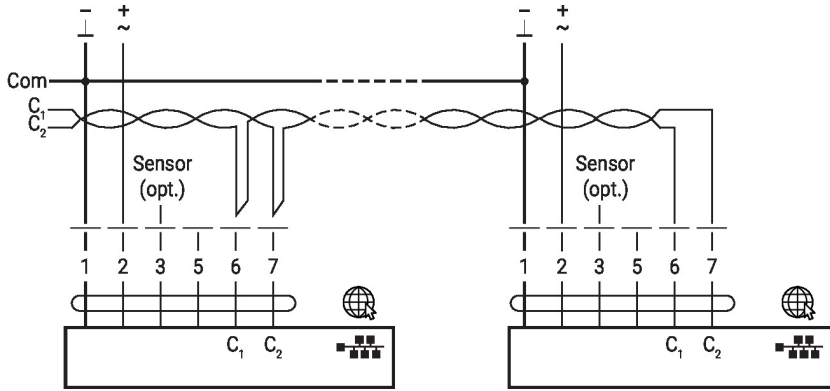 − + − +
⊥ ~ ⊥ ~
Com
C₁
C₂
Sensor Sensor
(opt.) (opt.)
1 2 3 5 6 7 1 2 3 5 6 7
C₁ C₂ C₁ C₂